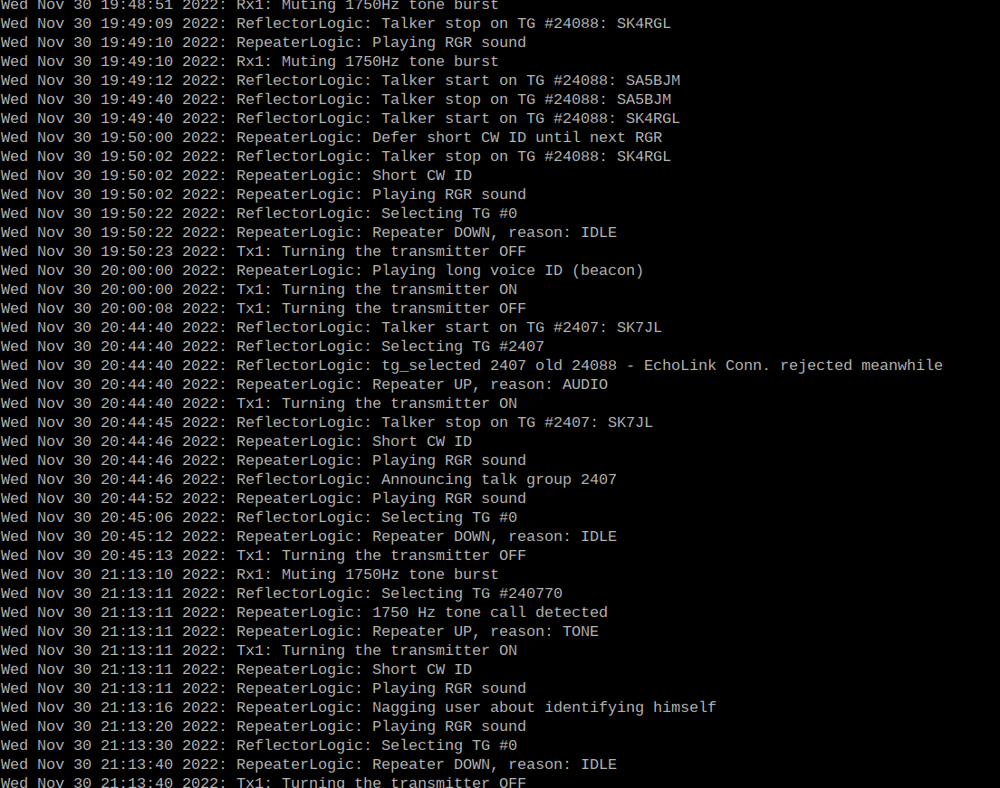 Wed Nov 30 19:48:51 2022: Rx1: Muting 1750Hz tone burst
Wed Nov 30 19:49:09 2022: ReflectorLogic: Talker stop on TG #24088: SK4RGL
Wed Nov 30 19:49:10 2022: RepeaterLogic: Playing RGR sound
Wed Nov 30 19:49:10 2022: Rx1: Muting 1750Hz tone burst
Wed Nov 30 19:49:12 2022: ReflectorLogic: Talker start on TG #24088: SA5BJM
Wed Nov 30 19:49:40 2022: ReflectorLogic: Talker stop on TG #24088: SA5BJM
Wed Nov 30 19:49:40 2022: ReflectorLogic: Talker start on TG #24088: SK4RGL
Wed Nov 30 19:50:00 2022: RepeaterLogic: Defer short CW ID until next RGR
Wed Nov 30 19:50:02 2022: ReflectorLogic: Talker stop on TG #24088: SK4RGL
Wed Nov 30 19:50:02 2022: RepeaterLogic: Short CW ID
Wed Nov 30 19:50:02 2022: RepeaterLogic: Playing RGR sound
Wed Nov 30 19:50:22 2022: ReflectorLogic: Selecting TG #0
Wed Nov 30 19:50:22 2022: RepeaterLogic: Repeater DOWN, reason: IDLE
Wed Nov 30 19:50:23 2022: Tx1: Turning the transmitter OFF
Wed Nov 30 20:00:00 2022: RepeaterLogic: Playing long voice ID (beacon)
Wed Nov 30 20:00:00 2022: Tx1: Turning the transmitter ON
Wed Nov 30 20:00:08 2022: Tx1: Turning the transmitter OFF
Wed Nov 30 20:44:40 2022: ReflectorLogic: Talker start on TG #2407: SK7JL
Wed Nov 30 20:44:40 2022: ReflectorLogic: Selecting TG #2407
Wed Nov 30 20:44:40 2022: ReflectorLogic: tg_selected 2407 old 24088 - EchoLink Conn. rejected meanwhile
Wed Nov 30 20:44:40 2022: RepeaterLogic: Repeater UP, reason: AUDIO
Wed Nov 30 20:44:40 2022: Tx1: Turning the transmitter ON
Wed Nov 30 20:44:45 2022: ReflectorLogic: Talker stop on TG #2407: SK7JL
Wed Nov 30 20:44:46 2022: RepeaterLogic: Short CW ID
Wed Nov 30 20:44:46 2022: RepeaterLogic: Playing RGR sound
Wed Nov 30 20:44:46 2022: ReflectorLogic: Announcing talk group 2407
Wed Nov 30 20:44:52 2022: RepeaterLogic: Playing RGR sound
Wed Nov 30 20:45:06 2022: ReflectorLogic: Selecting TG #0
Wed Nov 30 20:45:12 2022: RepeaterLogic: Repeater DOWN, reason: IDLE
Wed Nov 30 20:45:13 2022: Tx1: Turning the transmitter OFF
Wed Nov 30 21:13:10 2022: Rx1: Muting 1750Hz tone burst
Wed Nov 30 21:13:11 2022: ReflectorLogic: Selecting TG #240770
Wed Nov 30 21:13:11 2022: RepeaterLogic: 1750 Hz tone call detected
Wed Nov 30 21:13:11 2022: RepeaterLogic: Repeater UP, reason: TONE
Wed Nov 30 21:13:11 2022: Tx1: Turning the transmitter ON
Wed Nov 30 21:13:11 2022: RepeaterLogic: Short CW ID
Wed Nov 30 21:13:11 2022: RepeaterLogic: Playing RGR sound
Wed Nov 30 21:13:16 2022: RepeaterLogic: Nagging user about identifying himself
Wed Nov 30 21:13:20 2022: RepeaterLogic: Playing RGR sound
Wed Nov 30 21:13:30 2022: ReflectorLogic: Selecting TG #0
Wed Nov 30 21:13:40 2022: RepeaterLogic: Repeater DOWN, reason: IDLE
Wed Nov 30 21:13:40 2022: Tx1: Turning the transmitter OFF